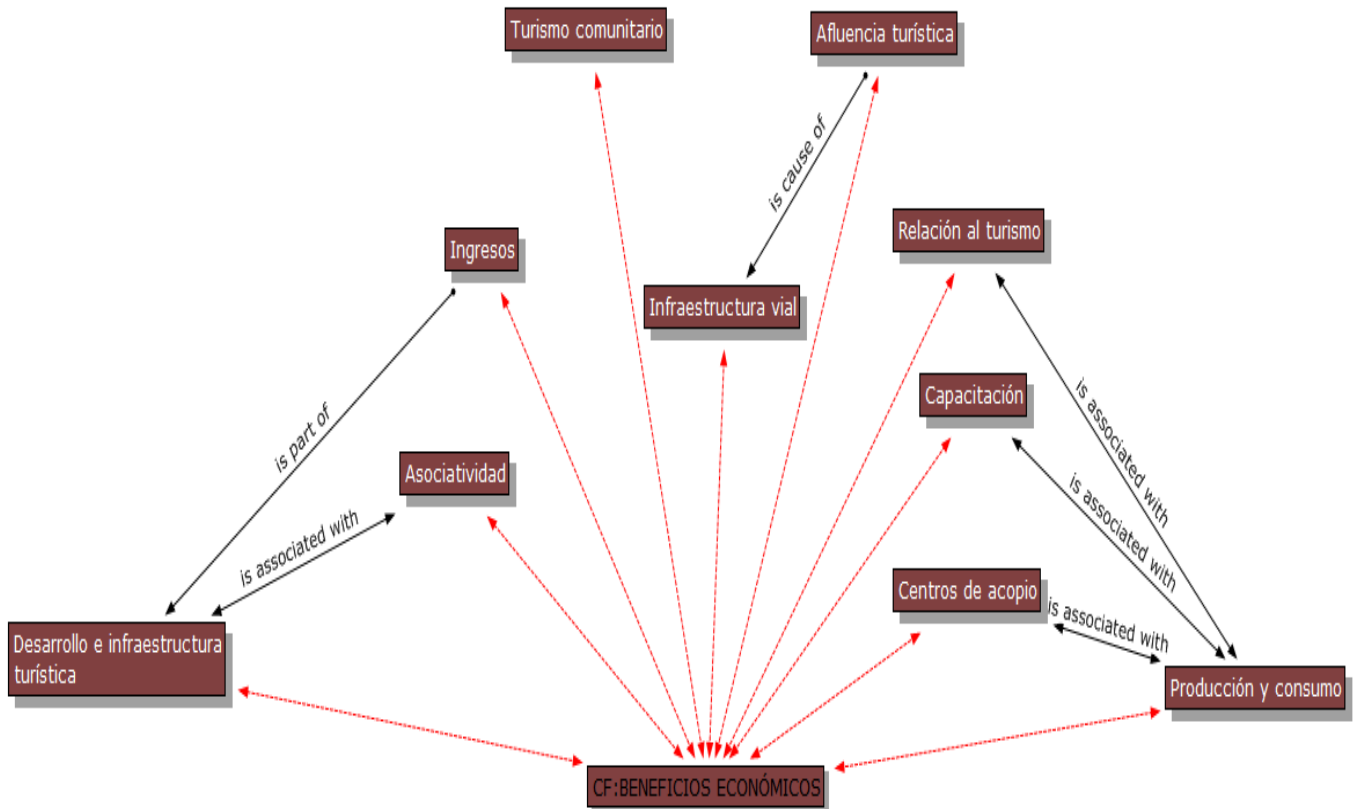 Turismo comunitario
Afluencia turística
is cause of
Relación al turismo
Ingresos
Infraestructura vial
is part of
Capacitación
is associated with
Asociatividad
is associated with
is associated with
Centros de acopio
is associated with
Desarrollo e infraestructura
turística
Producción y consumo
CF:BENEFICIOS ECONÓMICOS